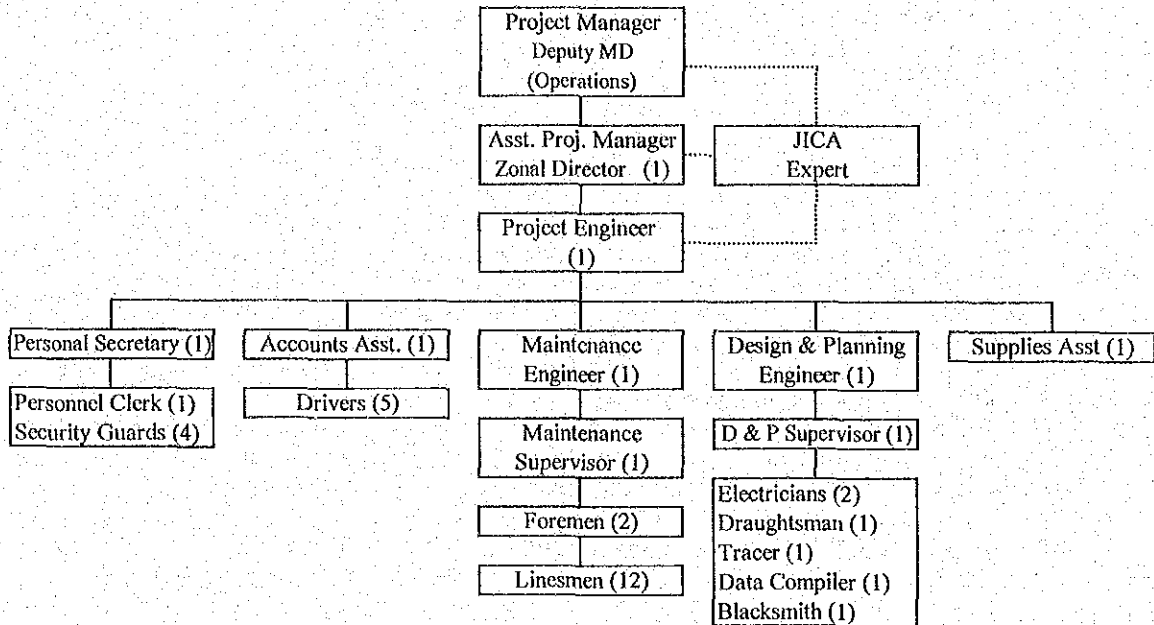 Project Manager
Deputy MD
(Operations)
Asst. Proj. Manager
Zonal Director (1)
JICA
Expert
Project Engineer
(1)
Personal Secretary (1)
Accounts Asst. (1)
Maintenance
Engineer (1)
Design & Planning
Engineer (1)
Supplies Asst (1)
Personnel Clerk (1)
Security Guards (4)
Drivers (5)
Maintenance
Supervisor (1)
D & P Supervisor (1)
Foremen (2)
Linesmen (12)
Electricians (2)
Draughtsman (1)
Tracer (1)
Data Compiler (1)
Blacksmith (1)